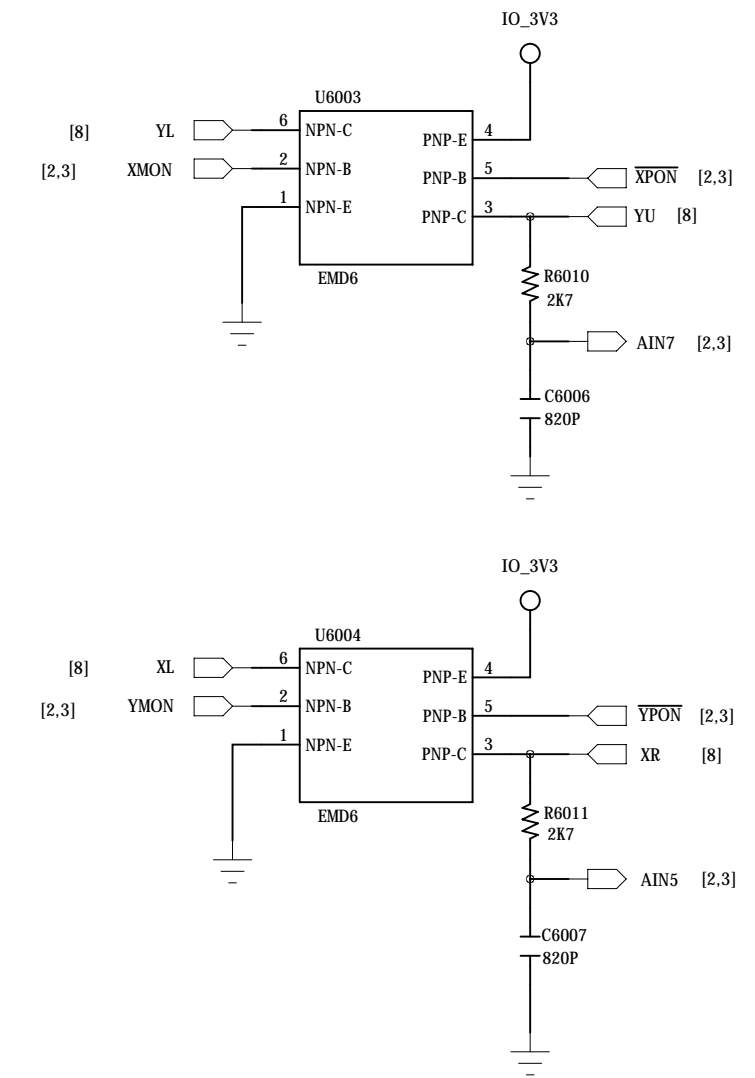 IO_3V3
U6003
[8] YL 6 NPN-C PNP-E 4
[2,3] XMON 2 NPN-B PNP-B 5 XPON [2,3]
1 NPN-E PNP-C 3 YU [8]
EMD6
R6010
2K7
AIN7 [2,3]
C6006
820P
IO_3V3
U6004
[8] XL 6 NPN-C PNP-E 4
[2,3] YMON 2 NPN-B PNP-B 5 YPON [2,3]
1 NPN-E PNP-C 3 XR [8]
EMD6
R6011
2K7
AIN5 [2,3]
C6007
820P